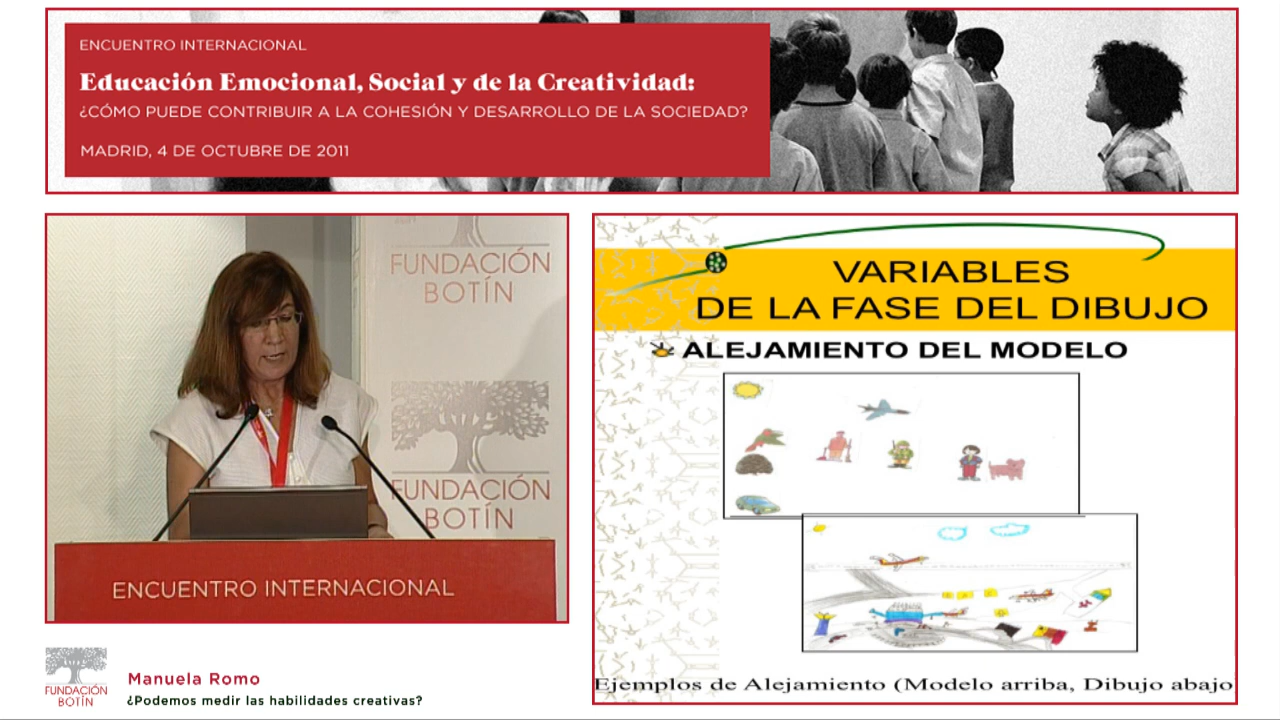 ENCUENTRO INTERNACIONAL
Educación Emocional, Social y de la Creatividad:
¿CÓMO PUEDE CONTRIBUIR A LA COHESIÓN Y DESARROLLO DE LA SOCIEDAD?
MADRID, 4 DE OCTUBRE DE 2011
FUNDACIÓN
BOTÍN
FUNDACIÓN
BOTÍN
ENCUENTRO INTERNACIONAL
VARIABLES
DE LA FASE DEL DIBUJO
ALEJAMIENTO DEL MODELO
Ejemplos de Alejamiento (Modelo arriba, Dibujo abajo
FUNDACIÓN
BOTÍN
Manuela Romo
¿Podemos medir las habilidades creativas?